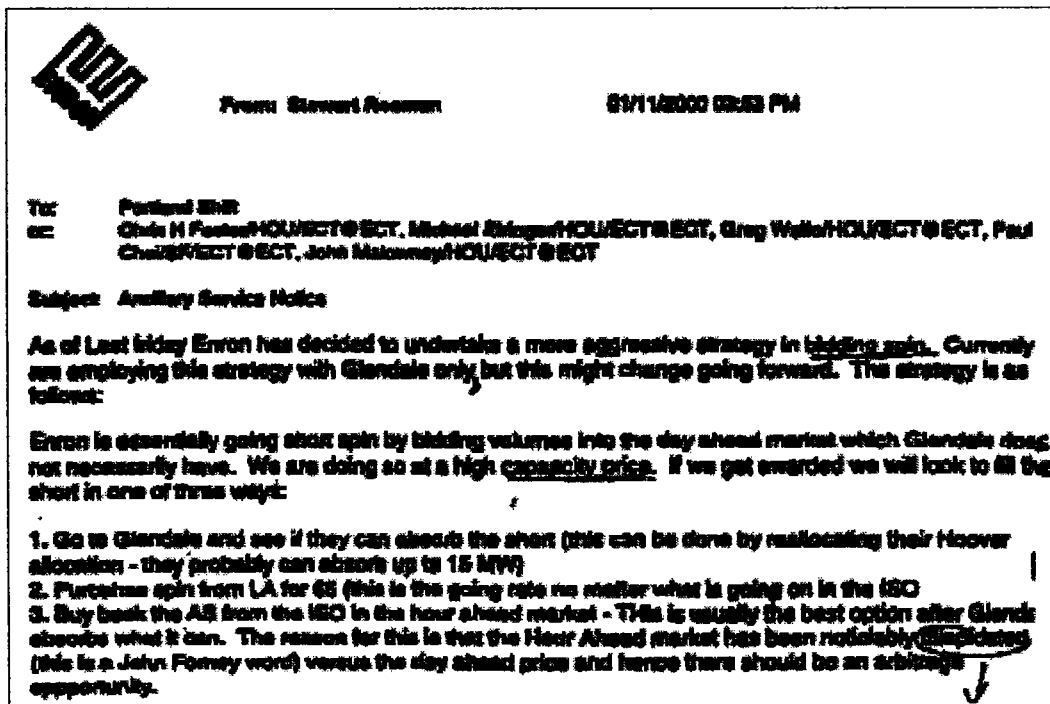 From: Stewart Rosman 01/11/2000 03:53 PM
To: Portland Shift
cc: Chris H Foster/HOU/ECT@ECT, Michael Etringer/HOU/ECT@ECT, Greg Wolfe/HOU/ECT@ECT, Paul
Choi/SF/ECT@ECT, John Malowney/HOU/ECT@ECT
Subject: Ancillary Service Notice
As of Last friday Enron has decided to undertake a more aggressive strategy in bidding spin. Currently
are employing this strategy with Glendale only, but this might change going forward. The strategy is as
follows:
Enron is essentially going short spin by bidding volumes into the day ahead market which Glendale does
not necessarily have. We are doing so at a high capacity price. If we get awarded we will look to fill the
short in one of three ways:
1. Go to Glendale and see if they can absorb the short (this can be done by reallocating their Hoover
allocation - they probably can absorb up to 15 MW)
2. Purchase spin from LA for (this is the going rate no matter what is going on in the ISO
3. Buy back the AS from the ISO in the hour ahead market - THis is usually the best option after Glend
absorbs what it can. The reason for this is that the Hour Ahead market has been noticiably
(this is a John Forney word) versus the day ahead price and hence there should be an arbitrage
oppportunity.